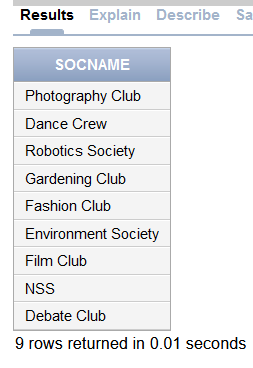 Results Explain Describe Sa
SOCNAME
Photography Club
Dance Crew
Robotics Society
Gardening Club
Fashion Club
Environment Society
Film Club
NSS
Debate Club
9 rows returned in 0.01 seconds